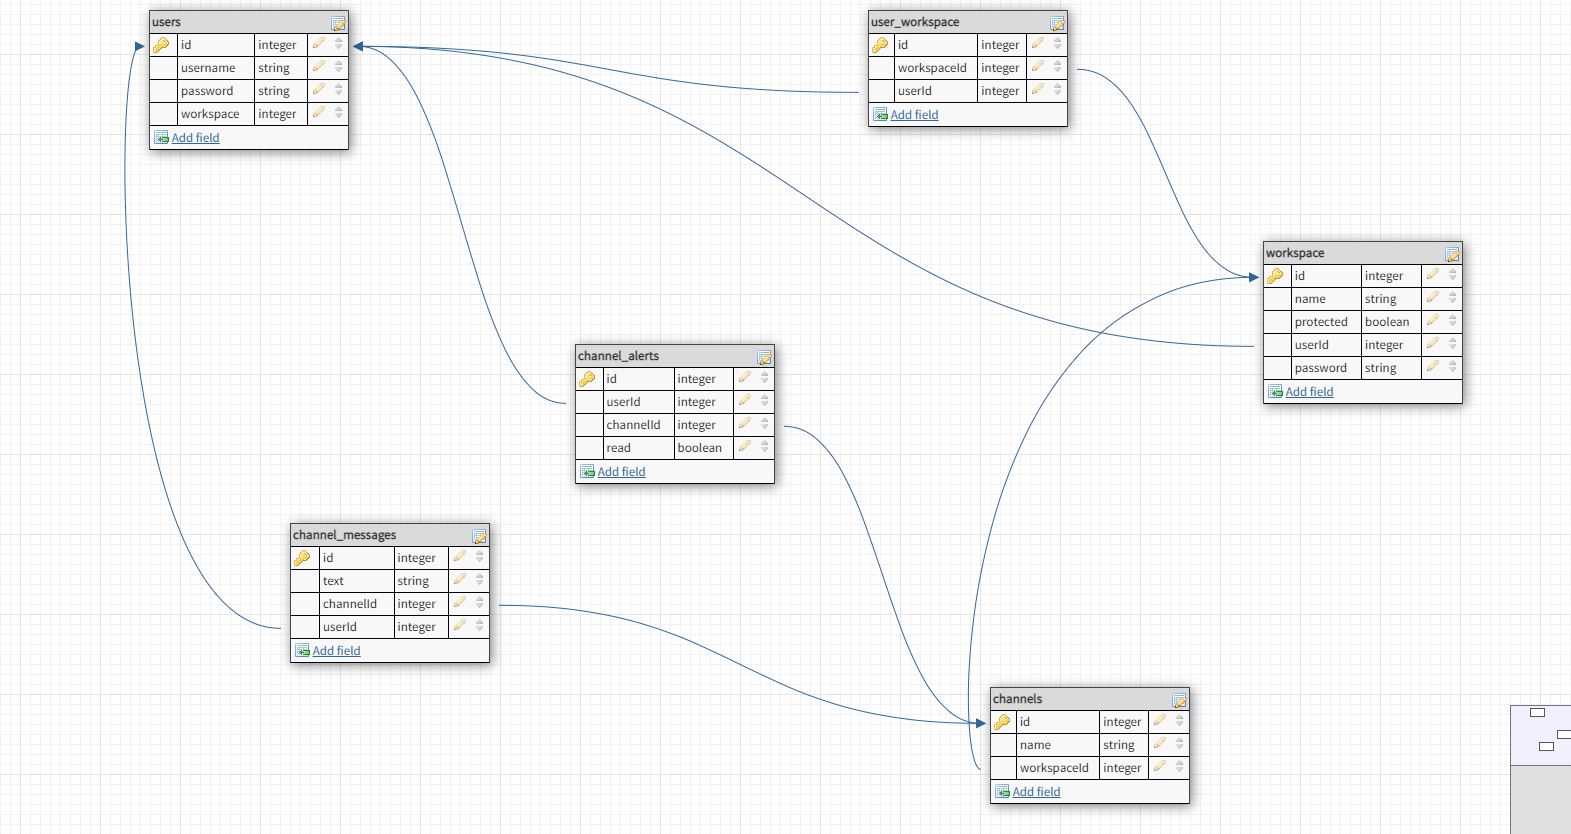 users
id integer
username string
password string
workspace integer
Add field
user_workspace
id integer
workspaceId integer
userId integer
Add field
workspace
id integer
name string
protected boolean
userId integer
password string
Add field
channel_alerts
id integer
userId integer
channelId integer
read boolean
Add field
channel_messages
id integer
text string
channelId integer
userId integer
Add field
channels
id integer
name string
workspaceId integer
Add field